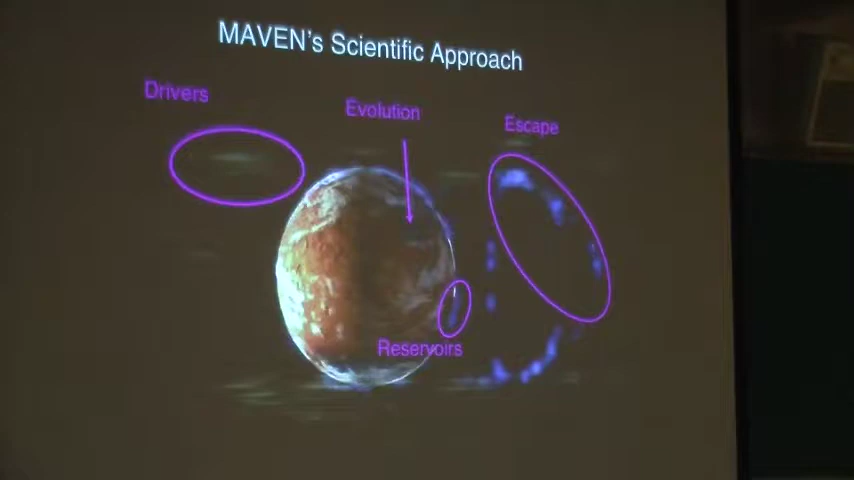 MAVEN's Scientific Approach
Drivers
Evolution
Escape
Reservoirs